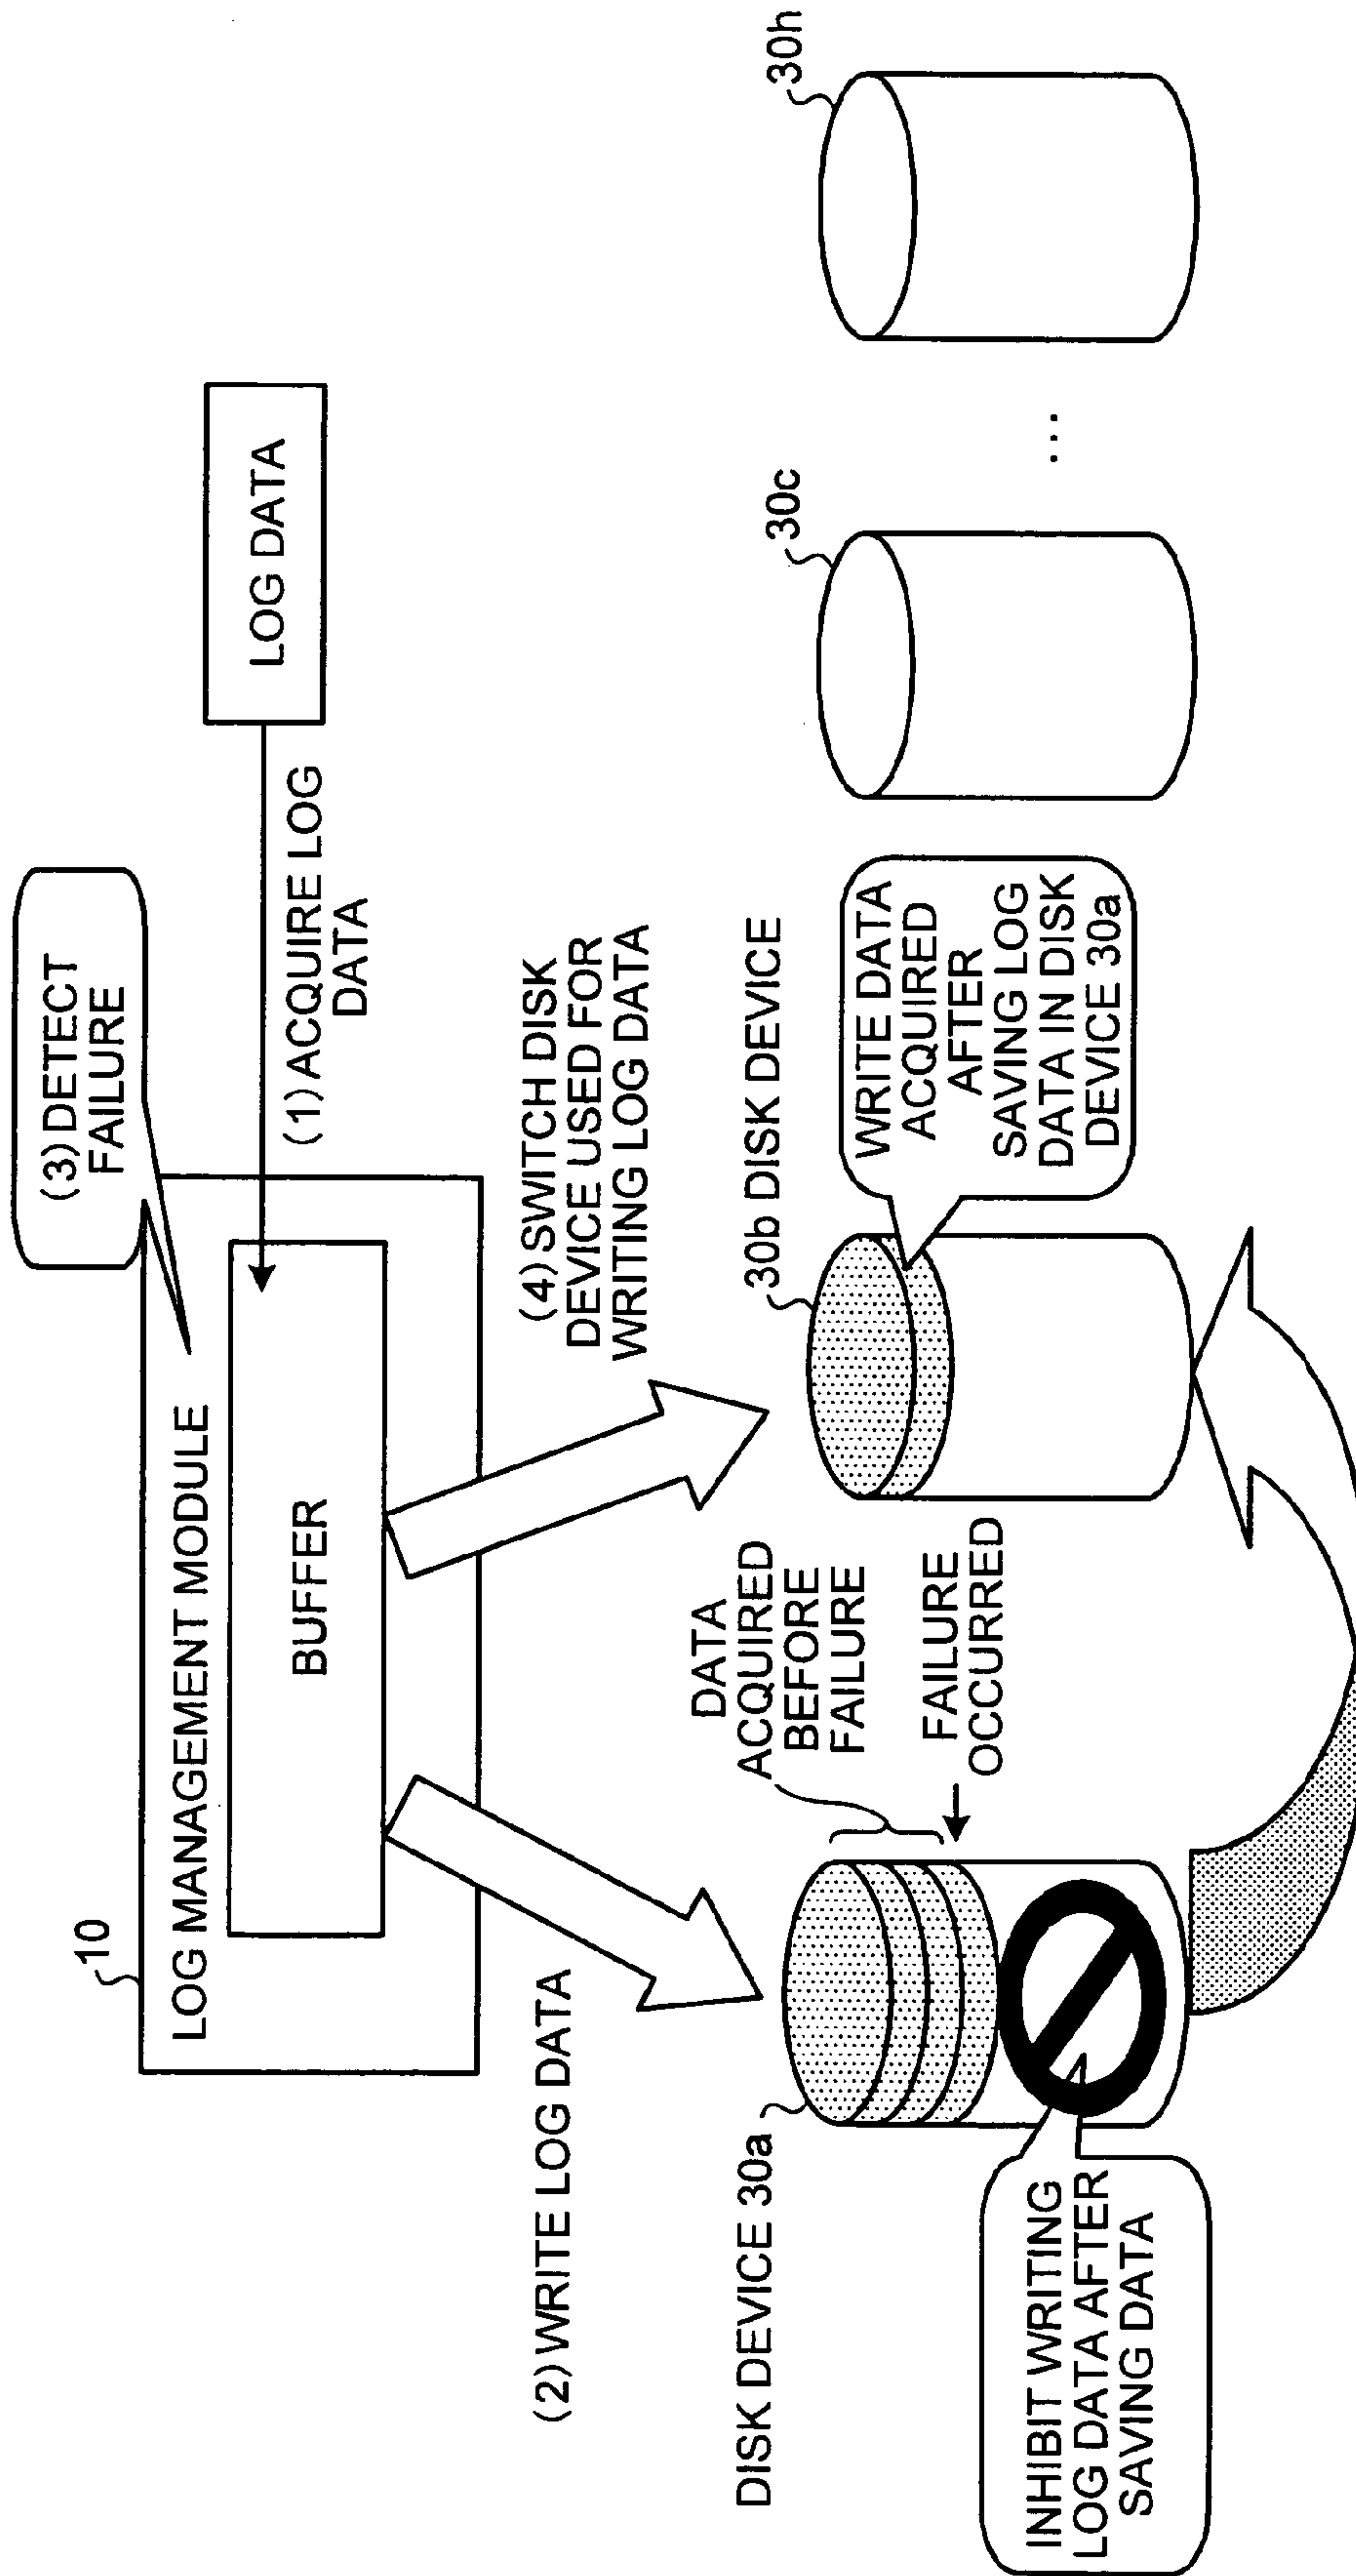 (3) DETECT
FAILURE
10
LOG MANAGEMENT MODULE
BUFFER
(1) ACQUIRE LOG
DATA
LOG DATA
(2) WRITE LOG DATA
(4) SWITCH DISK
DEVICE USED FOR
WRITING LOG DATA
DISK DEVICE 30a
DATA
ACQUIRED
BEFORE
FAILURE
FAILURE
OCCURRED
30b DISK DEVICE
WRITE DATA
ACQUIRED
AFTER
SAVING LOG
DATA IN DISK
DEVICE 30a
30c
...
30h
INHIBIT WRITING
LOG DATA AFTER
SAVING DATA